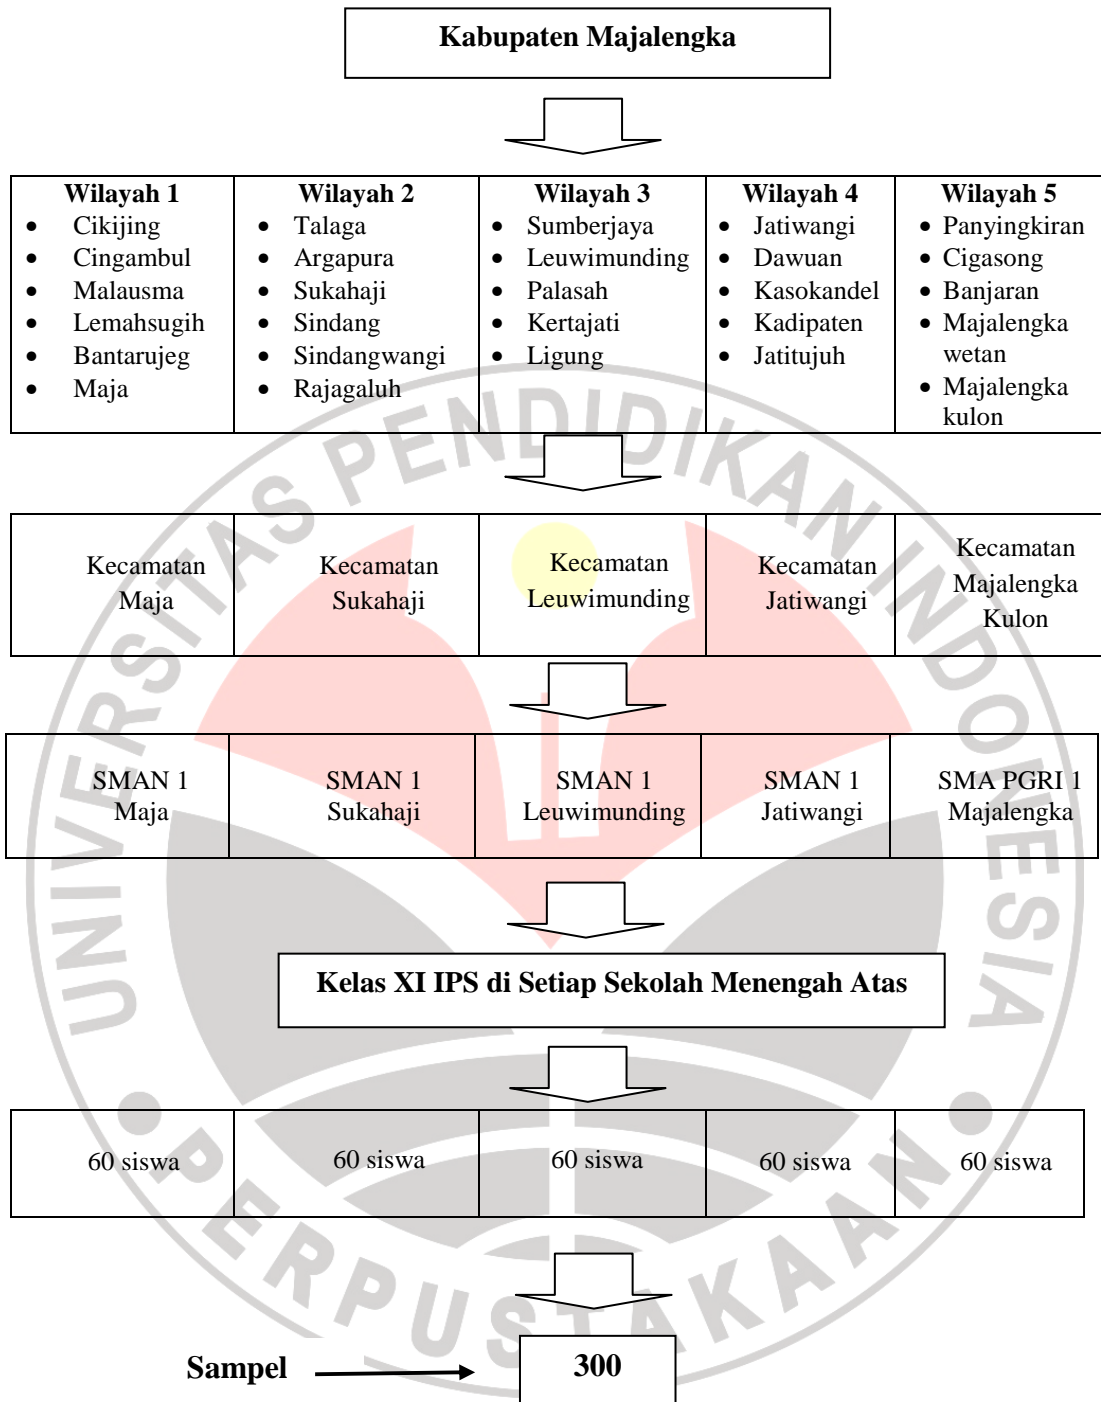 Kabupaten Majalengka
Wilayah 1
• Cikijing
• Cingambul
• Malausma
• Lemahsugih
• Bantarujeg
• Maja
Wilayah 2
• Talaga
• Argapura
• Sukahaji
• Sindang
• Sindangwangi
• Rajagaluh
Wilayah 3
• Sumberjaya
• Leuwimunding
• Palasah
• Kertajati
• Ligung
Wilayah 4
• Jatiwangi
• Dawuan
• Kasokandel
• Kadipaten
• Jatitujuh
Wilayah 5
• Panyingkiran
• Cigasong
• Banjaran
• Majalengka
wetan
• Majalengka
kulon
Kecamatan
Maja
Kecamatan
Sukahaji
Kecamatan
Leuwimunding
Kecamatan
Jatiwangi
Kecamatan
Majalengka
Kulon
SMAN 1
Maja
SMAN 1
Sukahaji
SMAN 1
Leuwimunding
SMAN 1
Jatiwangi
SMA PGRI 1
Majalengka
Kelas XI IPS di Setiap Sekolah Menengah Atas
60 siswa
60 siswa
60 siswa
60 siswa
60 siswa
Sampel
300
UNIVERSITAS PENDIDIKAN INDONESIA
PERPUSTAKAAN